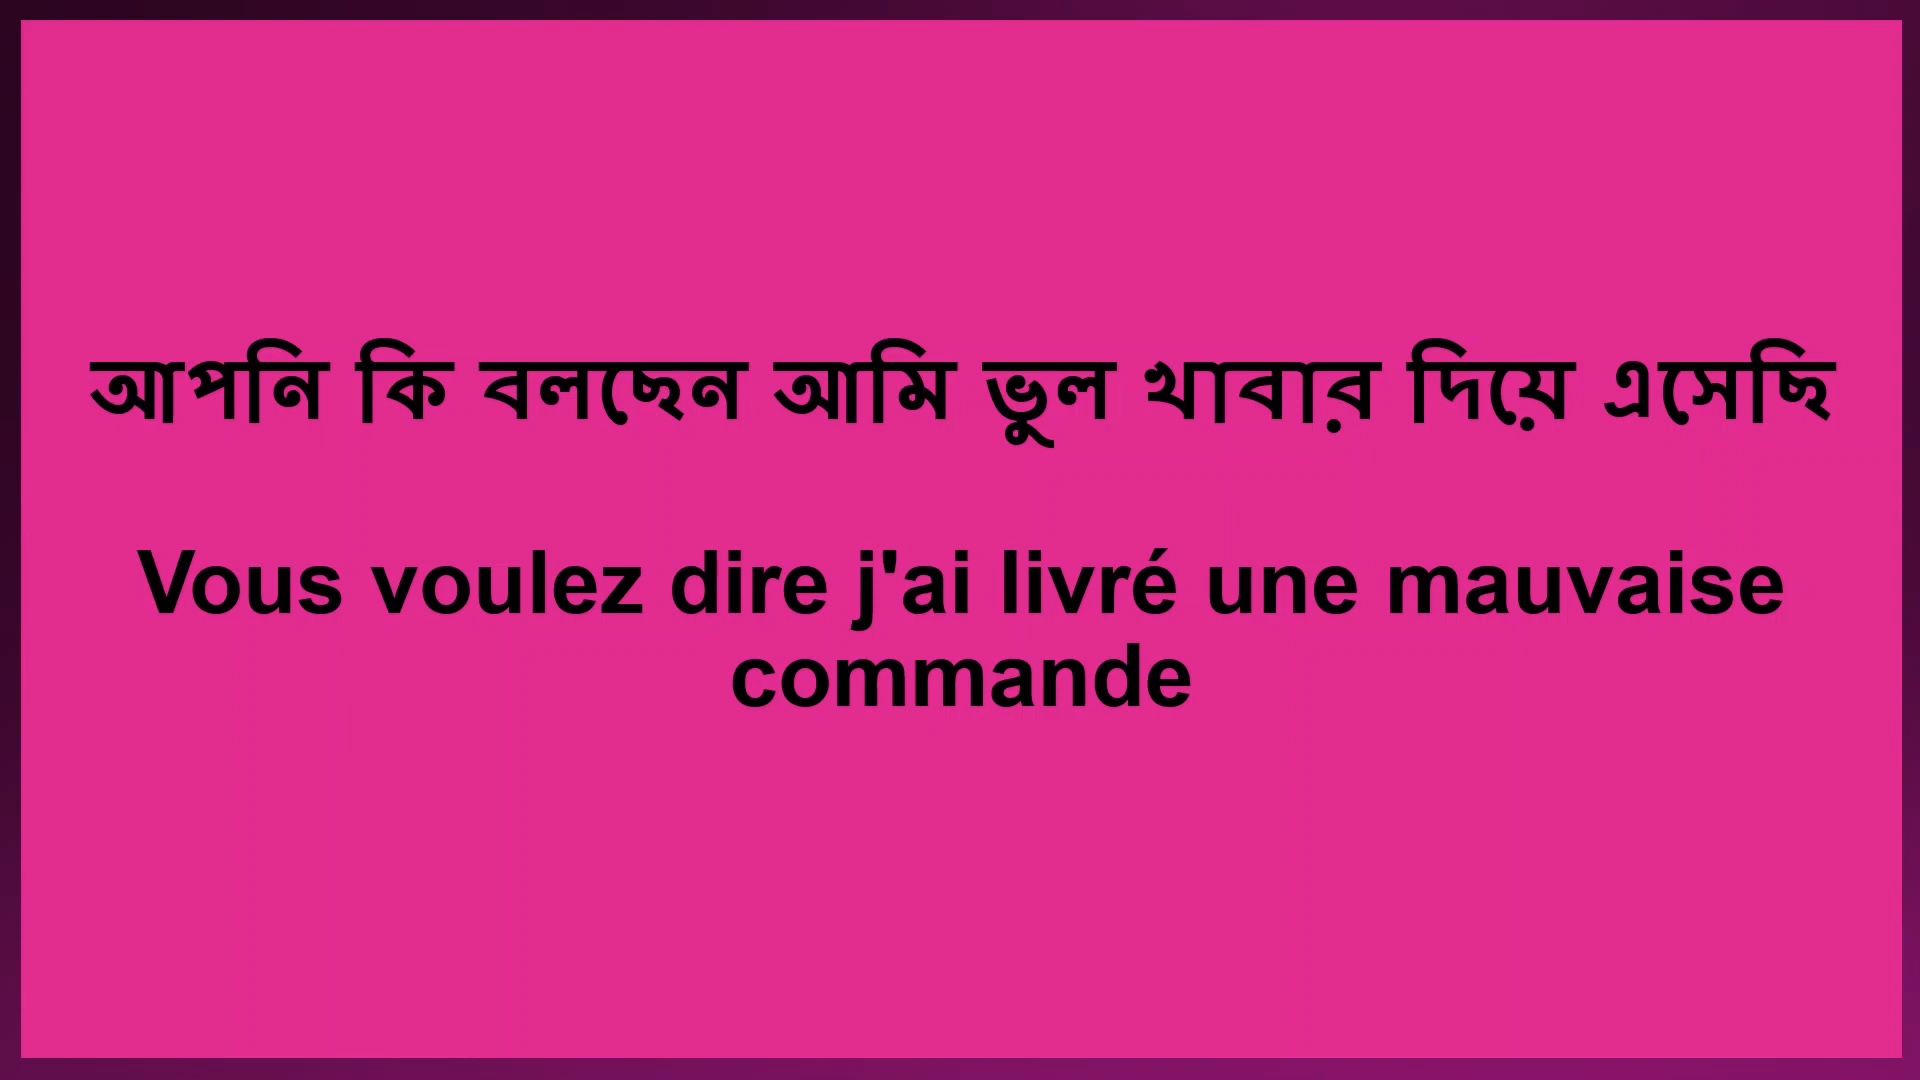 আপনি কি বলছেন আমি ভুল খাবার দিয়ে এসেছি
Vous voulez dire j'ai livré une mauvaise
commande